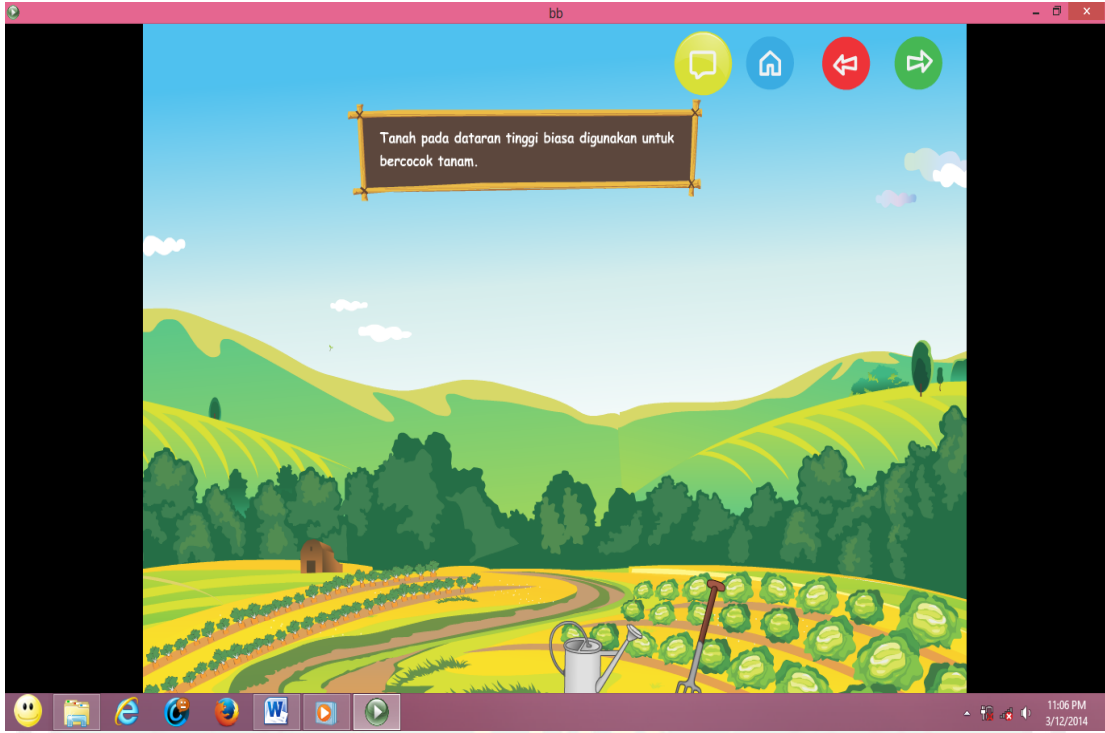 bb
Tanah pada dataran tinggi biasa digunakan untuk
bercocok tanam.
11:06 PM
3/12/2014